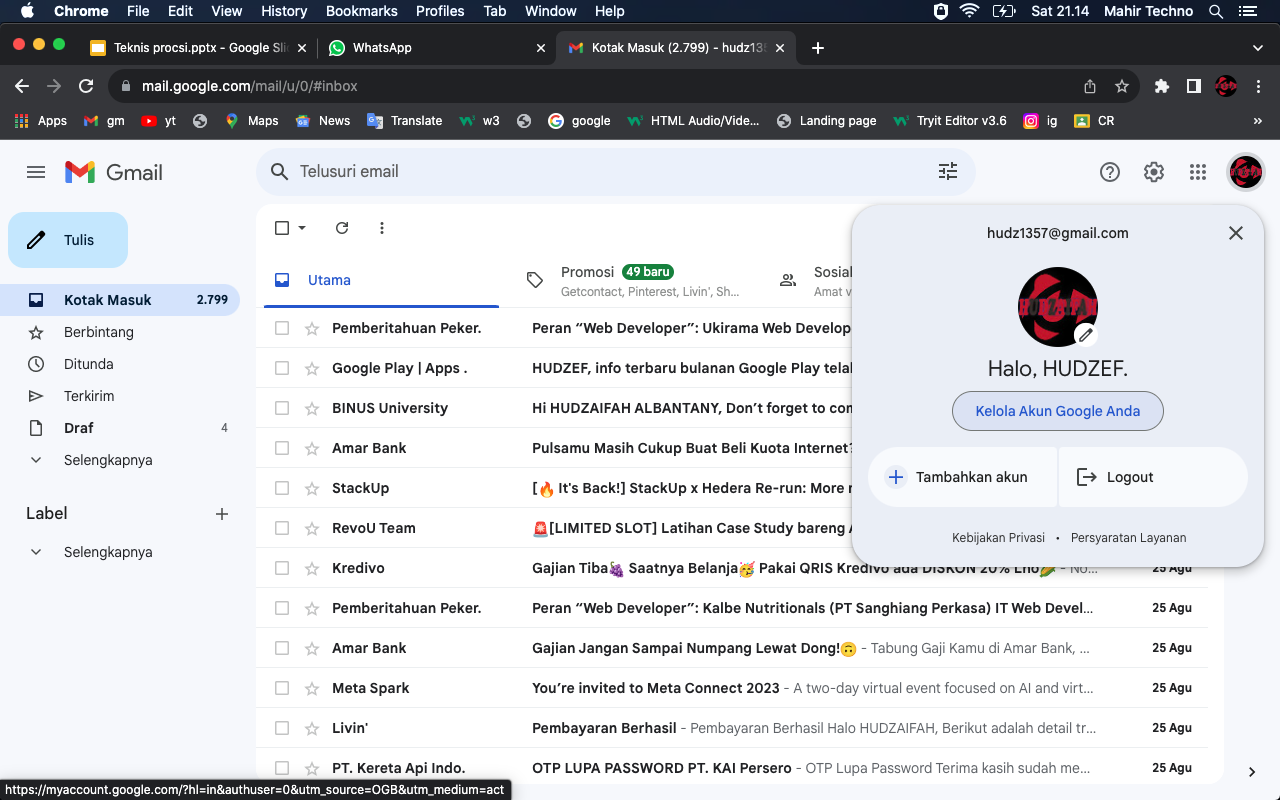 Chrome File Edit View History Bookmarks Profiles Tab Window Help Sat 21.14 Mahir Techno
Teknis procsi.pptx - Google Slid WhatsApp Kotak Masuk (2.799) - hudz135
mail.google.com/mail/u/0/#inbox
Apps gm yt Maps News Translate w3 google HTML Audio/Vide... Landing page Tryit Editor v3.6 ig CR »
Gmail Telusuri email
Tulis
Kotak Masuk 2.799
Berbintang
Ditunda
Terkirim
Draf 4
Selengkapnya
Label
Selengkapnya
Utama
Promosi 49 baru
Getcontact, Pinterest, Livin', Sh...
Sosial
Amat v
Pemberitahuan Peker. Peran “Web Developer”: Ukirama Web Develop
Google Play | Apps . HUDZEF, info terbaru bulanan Google Play telah
BINUS University Hi HUDZAIFAH ALBANTANY, Don’t forget to con
Amar Bank Pulsamu Masih Cukup Buat Beli Kuota Internet?
StackUp [🔥 It's Back!] StackUp x Hedera Re-run: More r
RevoU Team 🚨[LIMITED SLOT] Latihan Case Study bareng A
Kredivo Gajian Tiba🍇 Saatnya Belanja🥳 Pakai QRIS Kredivo ada DISKON 20% Lho🌽 - No... 25 Agu
Pemberitahuan Peker. Peran “Web Developer”: Kalbe Nutritionals (PT Sanghiang Perkasa) IT Web Devel... 25 Agu
Amar Bank Gajian Jangan Sampai Numpang Lewat Dong!🙃 - Tabung Gaji Kamu di Amar Bank, ... 25 Agu
Meta Spark You’re invited to Meta Connect 2023 - A two-day virtual event focused on AI and virt... 25 Agu
Livin' Pembayaran Berhasil - Pembayaran Berhasil Halo HUDZAIFAH, Berikut adalah detail tr... 25 Agu
PT. Kereta Api Indo. OTP LUPA PASSWORD PT. KAI Persero - OTP Lupa Password Terima kasih sudah me... 25 Agu
hudz1357@gmail.com
Halo, HUDZEF.
Kelola Akun Google Anda
Tambahkan akun
Logout
Kebijakan Privasi • Persyaratan Layanan
https://myaccount.google.com/?hl=in&authuser=0&utm_source=OGB&utm_medium=act